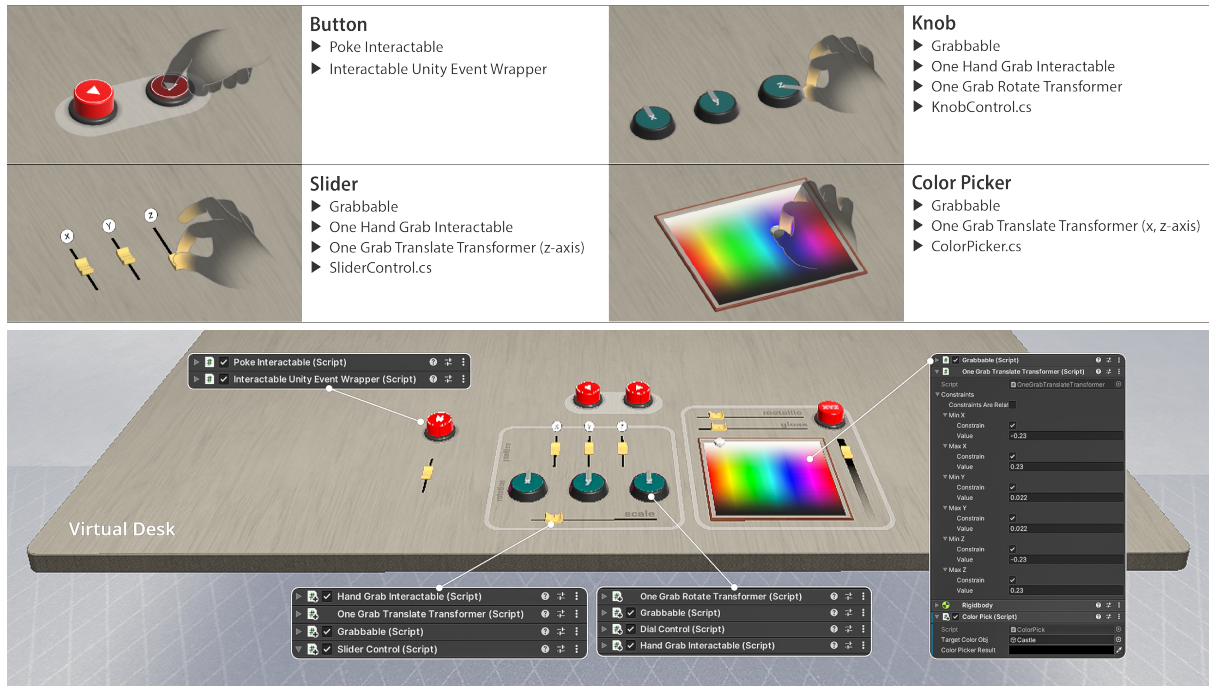 Button
Poke Interactable
Interactable Unity Event Wrapper
Knob
Grabbable
One Hand Grab Interactable
One Grab Rotate Transformer
KnobControl.cs
X
Y
Z
Slider
Grabbable
One Hand Grab Interactable
One Grab Translate Transformer (z-axis)
SliderControl.cs
Color Picker
Grabbable
One Grab Translate Transformer (x, z-axis)
ColorPicker.cs
Poke Interactable (Script)
Interactable Unity Event Wrapper (Script)
metallic
gloss
XYZ
rotation
scale
Virtual Desk
Hand Grab Interactable (Script)
One Grab Translate Transformer (Script)
Grabbable (Script)
Slider Control (Script)
One Grab Rotate Transformer (Script)
Grabbable (Script)
Dial Control (Script)
Hand Grab Interactable (Script)
Grabbable (Script)
One Grab Translate Transformer (Script)
Script OneGrabTranslateTransformer
Constraints
Constraints Are Relat
Min X
Constrain
Value -0.23
Max X
Constrain
Value 0.23
Min Y
Constrain
Value 0.022
Max Y
Constrain
Value 0.022
Min Z
Constrain
Value -0.23
Max Z
Constrain
Value 0.23
Rigidbody
Color Pick (Script)
Script ColorPick
Target Color Obj Castle
Color Picker Result